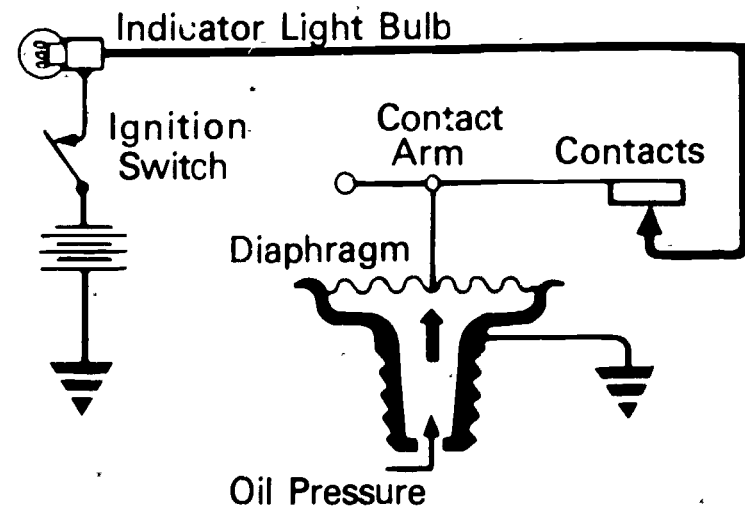 Indicator Light Bulb
Ignition
Switch
Contact
Arm
Contacts
Diaphragm
Oil Pressure